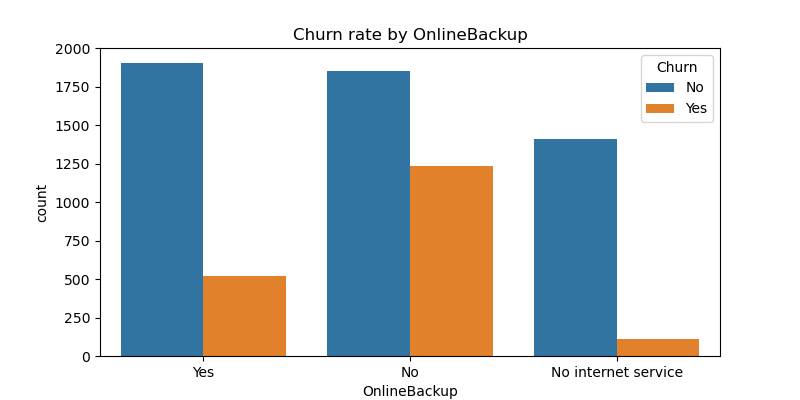 Churn rate by OnlineBackup
2000
1750
1500
1250
1000
750
500
250
0
count
Churn
No
Yes
Yes
No
No internet service
OnlineBackup